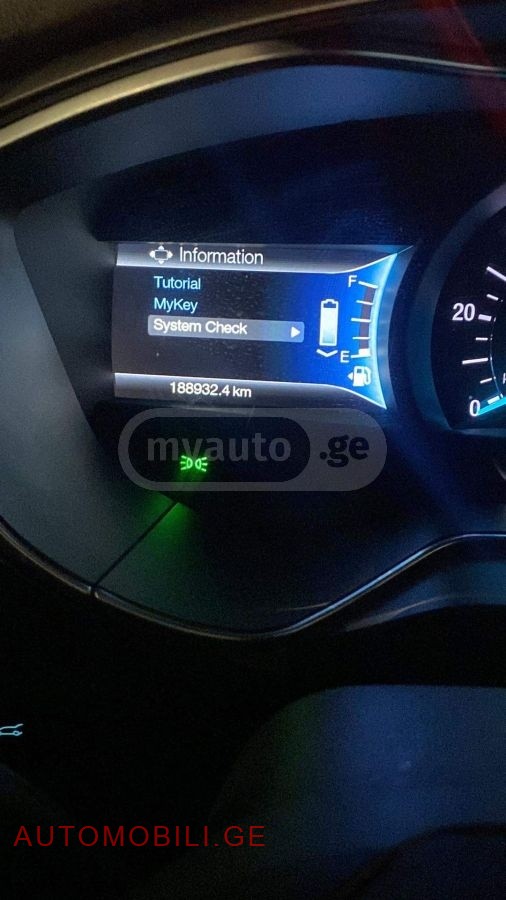 Information
Tutorial
MyKey
System Check
F
E
188932.4 km
20
0
myauto.ge
AUTOMOBILI.GE